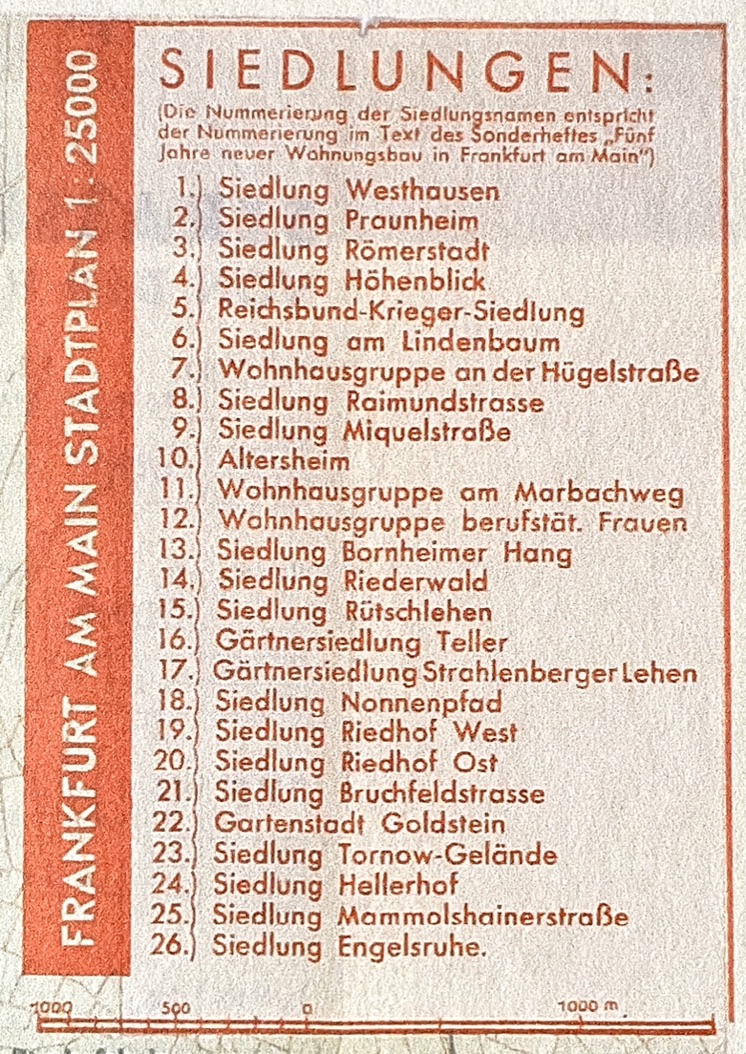 FRANKFURT AM MAIN STADTPLAN 1:25000
SIEDLUNGEN:
(Die Nummerierung der Siedlungsnamen entspricht
der Nummerierung im Text des Sonderheftes „Fünf
Jahre neuer Wohnungsbau in Frankfurt am Main")
1.) Siedlung Westhausen
2.) Siedlung Praunheim
3.) Siedlung Römerstadt
4.) Siedlung Höhenblick
5.) Reichsbund-Krieger-Siedlung
6.) Siedlung am Lindenbaum
7.) Wohnhausgruppe an der Hügelstraße
8.) Siedlung Raimundstrasse
9.) Siedlung Miquelstraße
10.) Altersheim
11.) Wohnhausgruppe am Marbachweg
12.) Wohnhausgruppe berufstät. Frauen
13.) Siedlung Bornheimer Hang
14.) Siedlung Riederwald
15.) Siedlung Rütschlehen
16.) Gärtnersiedlung Teller
17.) Gärtnersiedlung Strahlenberger Lehen
18.) Siedlung Nonnenpfad
19.) Siedlung Riedhof West
20.) Siedlung Riedhof Ost
21.) Siedlung Bruchfeldstrasse
22.) Gartenstadt Goldstein
23.) Siedlung Tornow-Gelände
24.) Siedlung Hellerhof
25.) Siedlung Mammolshainerstraße
26.) Siedlung Engelsruhe.
1000 500 0 1000 m